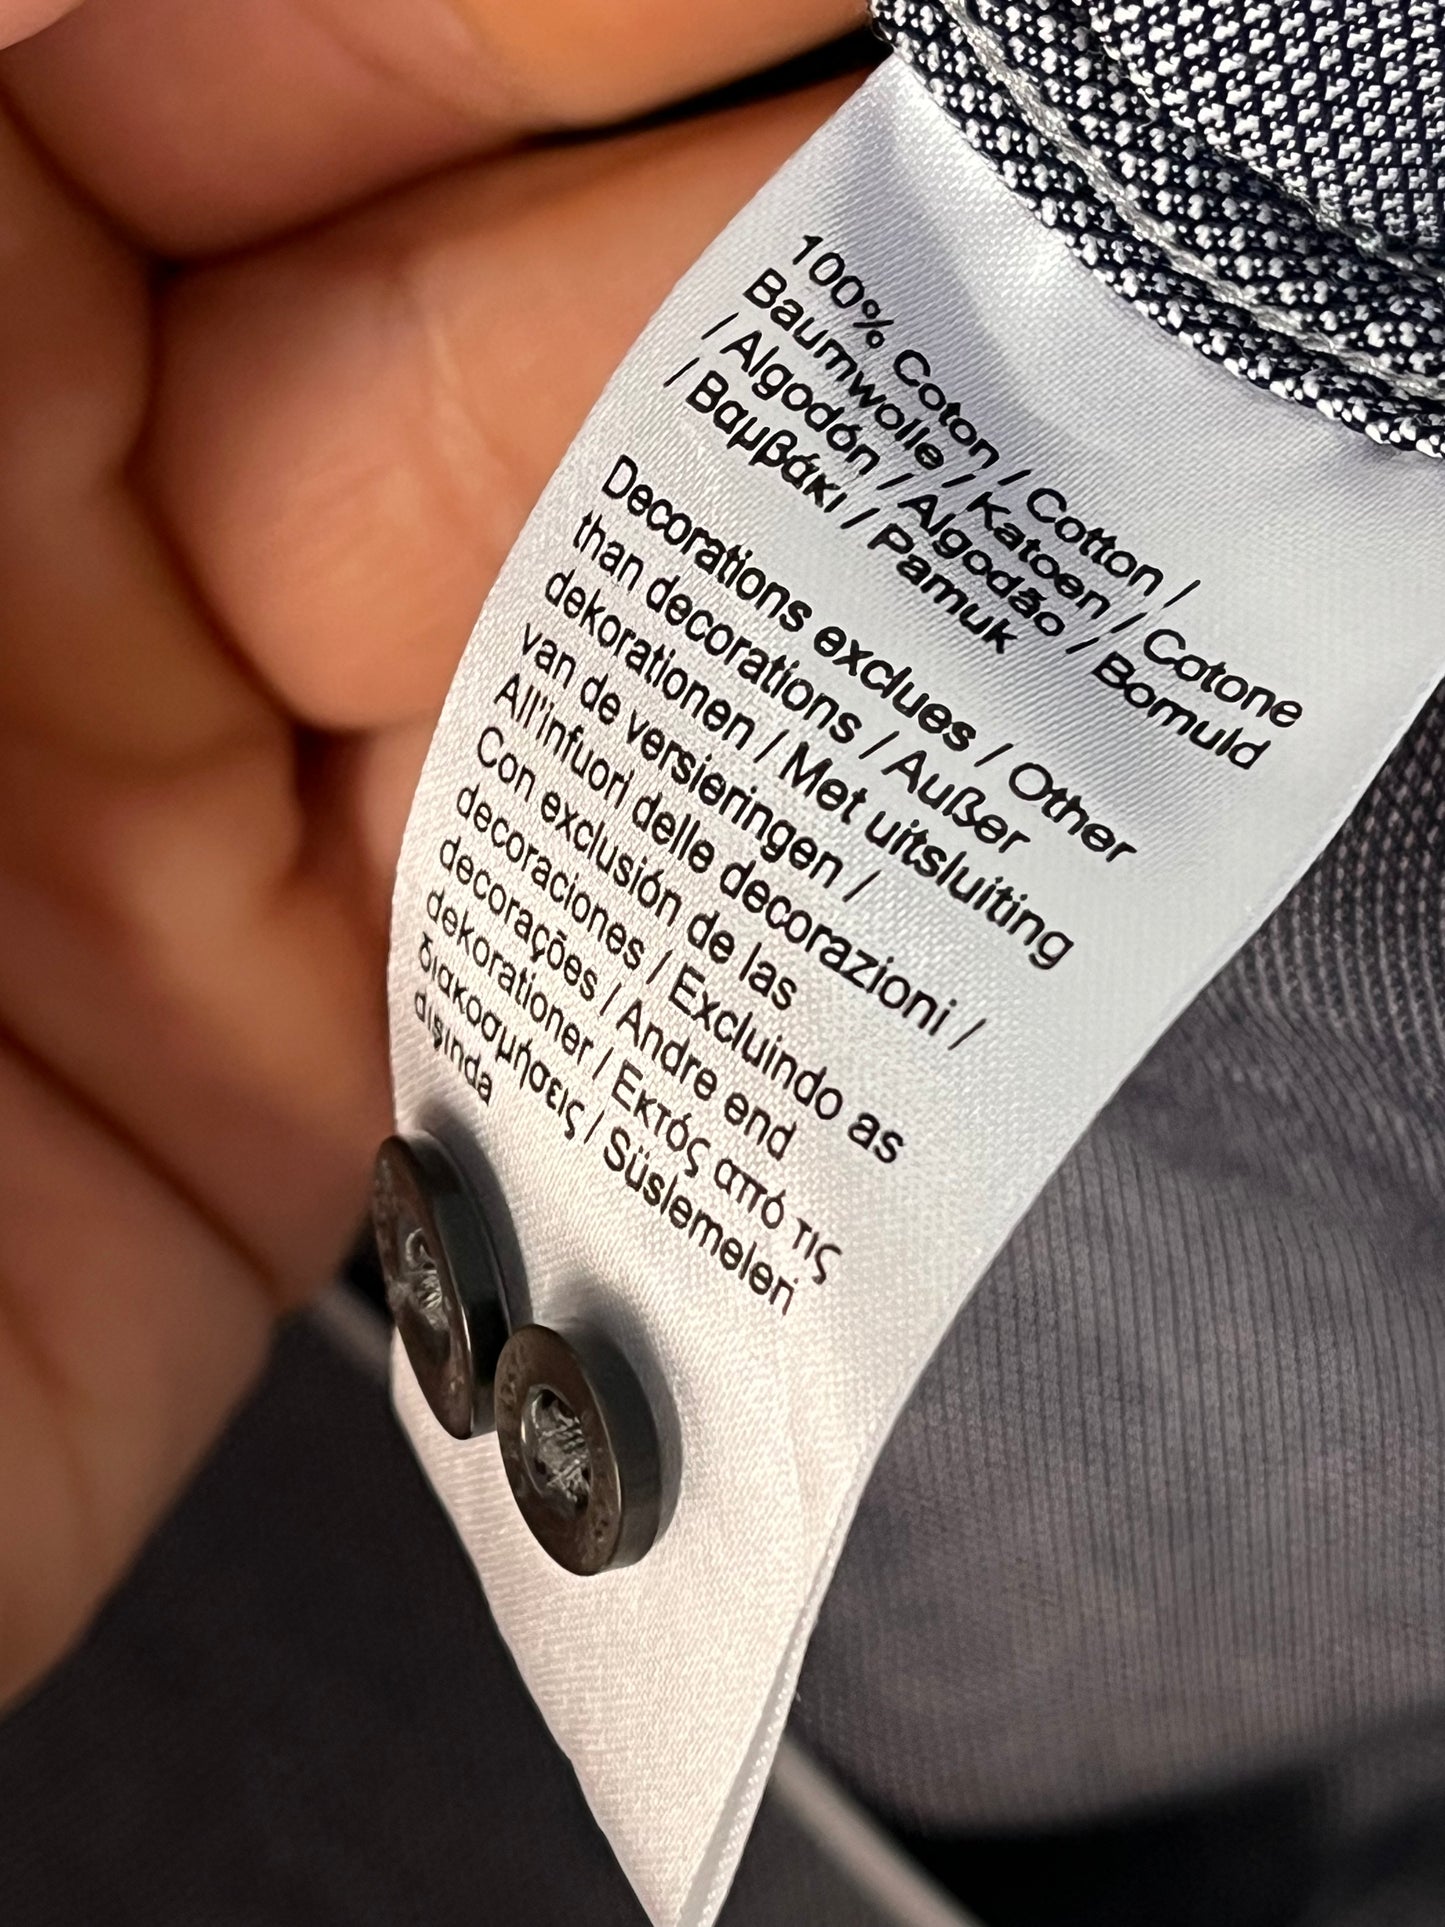 100% Coton / Cotton /
Baumwolle / Katoen / Cotone
/ Algodón / Algodão / Bomuld
/ Βαμβάκι / Pamuk
Decorations exclues / Other
than decorations / Außer
dekorationen / Met uitsluiting
van de versieringen /
All'infuori delle decorazioni /
Con exclusión de las
decoraciones / Excluindo as
decorações / Andre end
dekorationer / Εκτός από τις
διακοσμήσεις / Süslemeleri
dışında